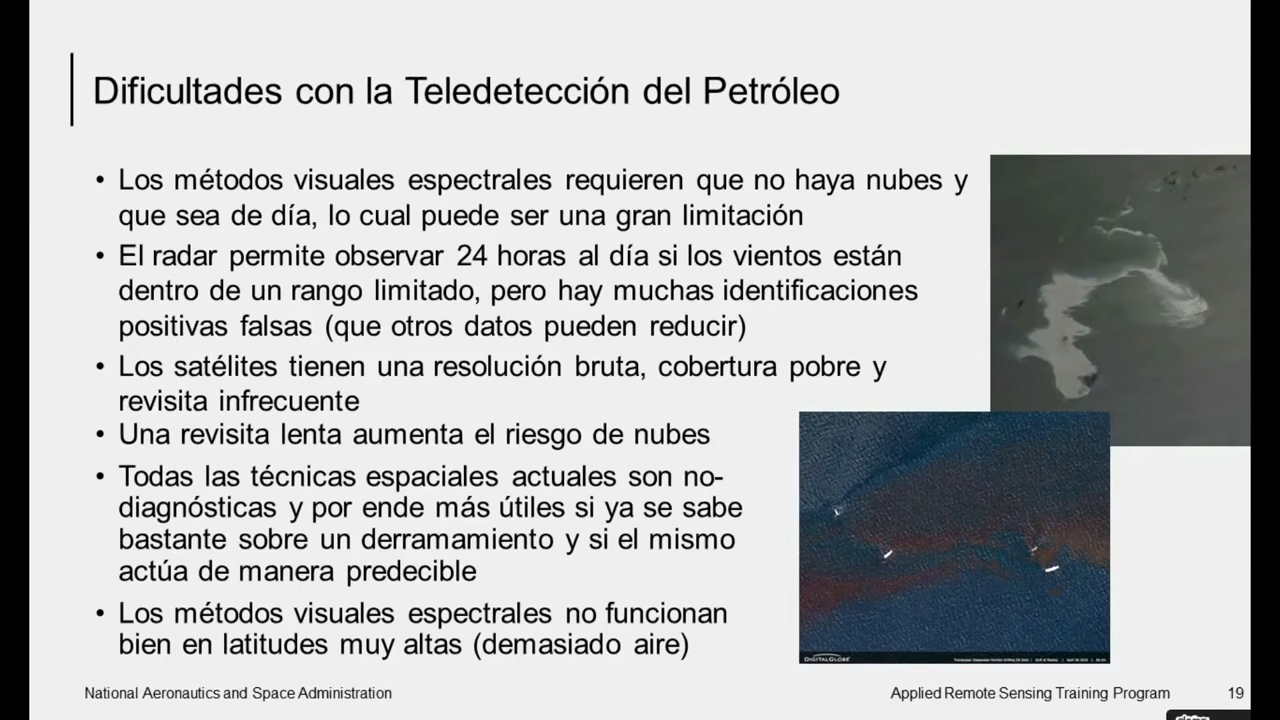 Dificultades con la Teledetección del Petróleo
• Los métodos visuales espectrales requieren que no haya nubes y
que sea de día, lo cual puede ser una gran limitación
• El radar permite observar 24 horas al día si los vientos están
dentro de un rango limitado, pero hay muchas identificaciones
positivas falsas (que otros datos pueden reducir)
• Los satélites tienen una resolución bruta, cobertura pobre y
revisita infrecuente
• Una revisita lenta aumenta el riesgo de nubes
• Todas las técnicas espaciales actuales son no-
diagnósticas y por ende más útiles si ya se sabe
bastante sobre un derramamiento y si el mismo
actúa de manera predecible
• Los métodos visuales espectrales no funcionan
bien en latitudes muy altas (demasiado aire)
DIGITALGLOBE
National Aeronautics and Space Administration
Applied Remote Sensing Training Program
19